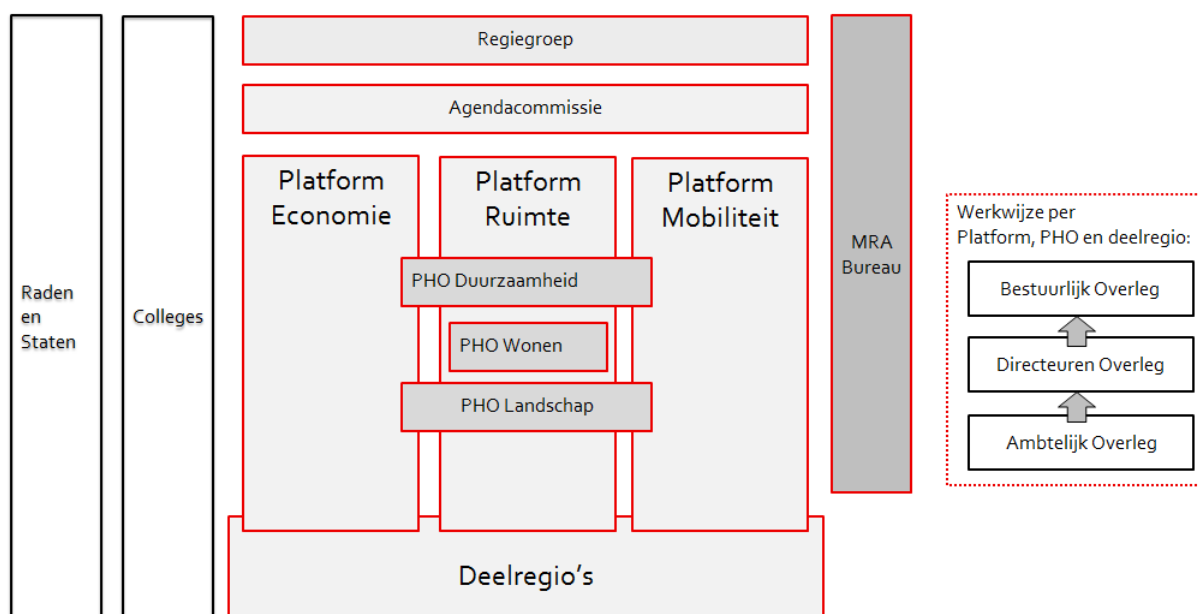 Raden
en
Staten
Colleges
Regiegroep
Agendacommissie
Platform
Economie
Platform
Ruimte
Platform
Mobiliteit
PHO Duurzaamheid
PHO Wonen
PHO Landschap
Deelregio's
MRA
Bureau
Werkwijze per
Platform, PHO en deelregio:
Bestuurlijk Overleg
Directeuren Overleg
Ambtelijk Overleg